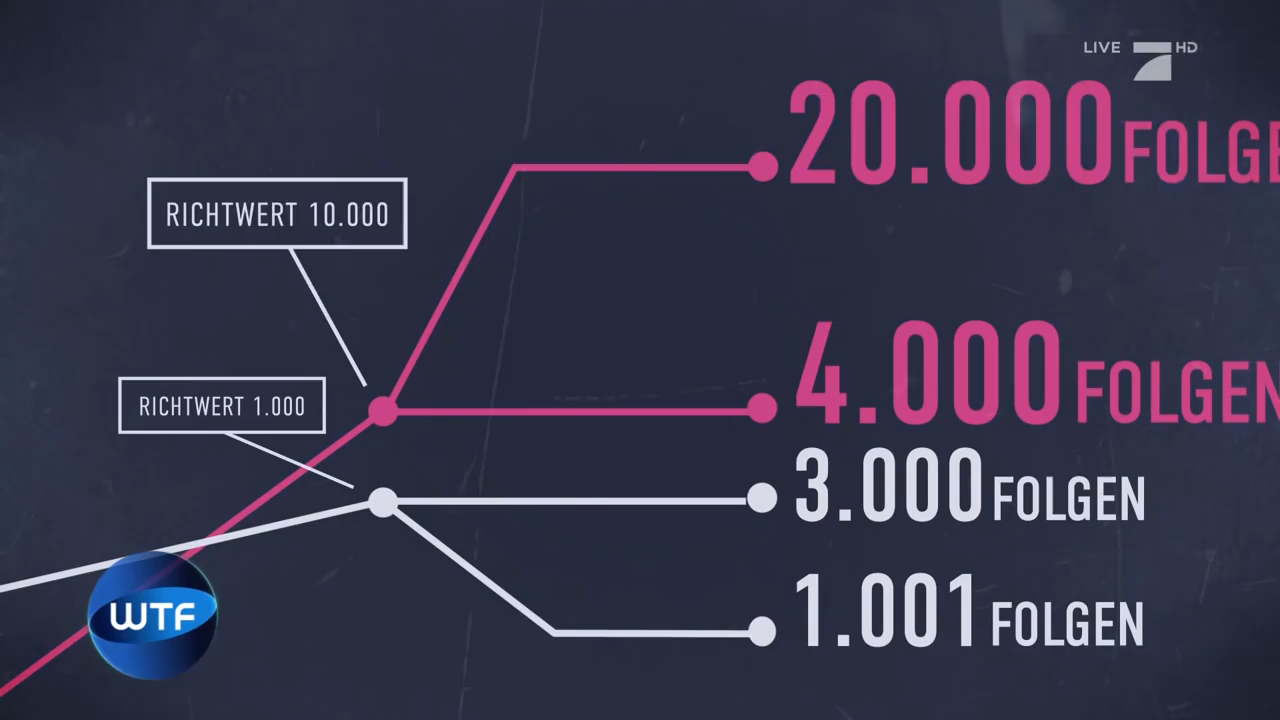 LIVE HD
20.000 FOLGE
RICHTWERT 10.000
4.000 FOLGEN
RICHTWERT 1.000
3.000 FOLGEN
1.001 FOLGEN
WTF